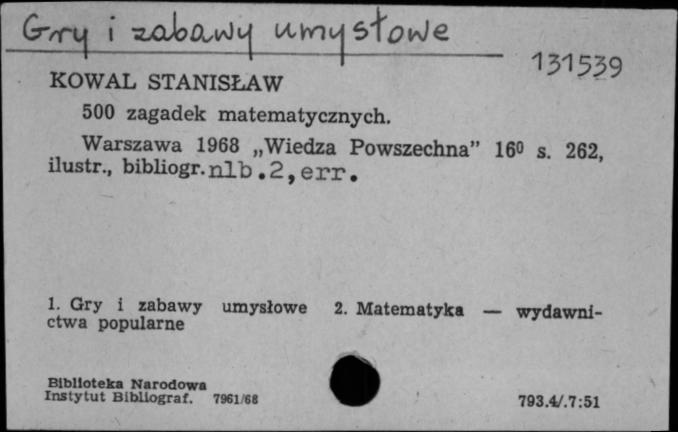 Gry i zabawy umysłowe
131539
KOWAL STANISŁAW
500 zagadek matematycznych.
Warszawa 1968 „Wiedza Powszechna” 16⁰ s. 262,
ilustr., bibliogr. nlb.2, err.
1. Gry i zabawy umysłowe 2. Matematyka — wydawni-
ctwa popularne
Biblioteka Narodowa
Instytut Bibliograf. 7961/68
793.4/.7:51